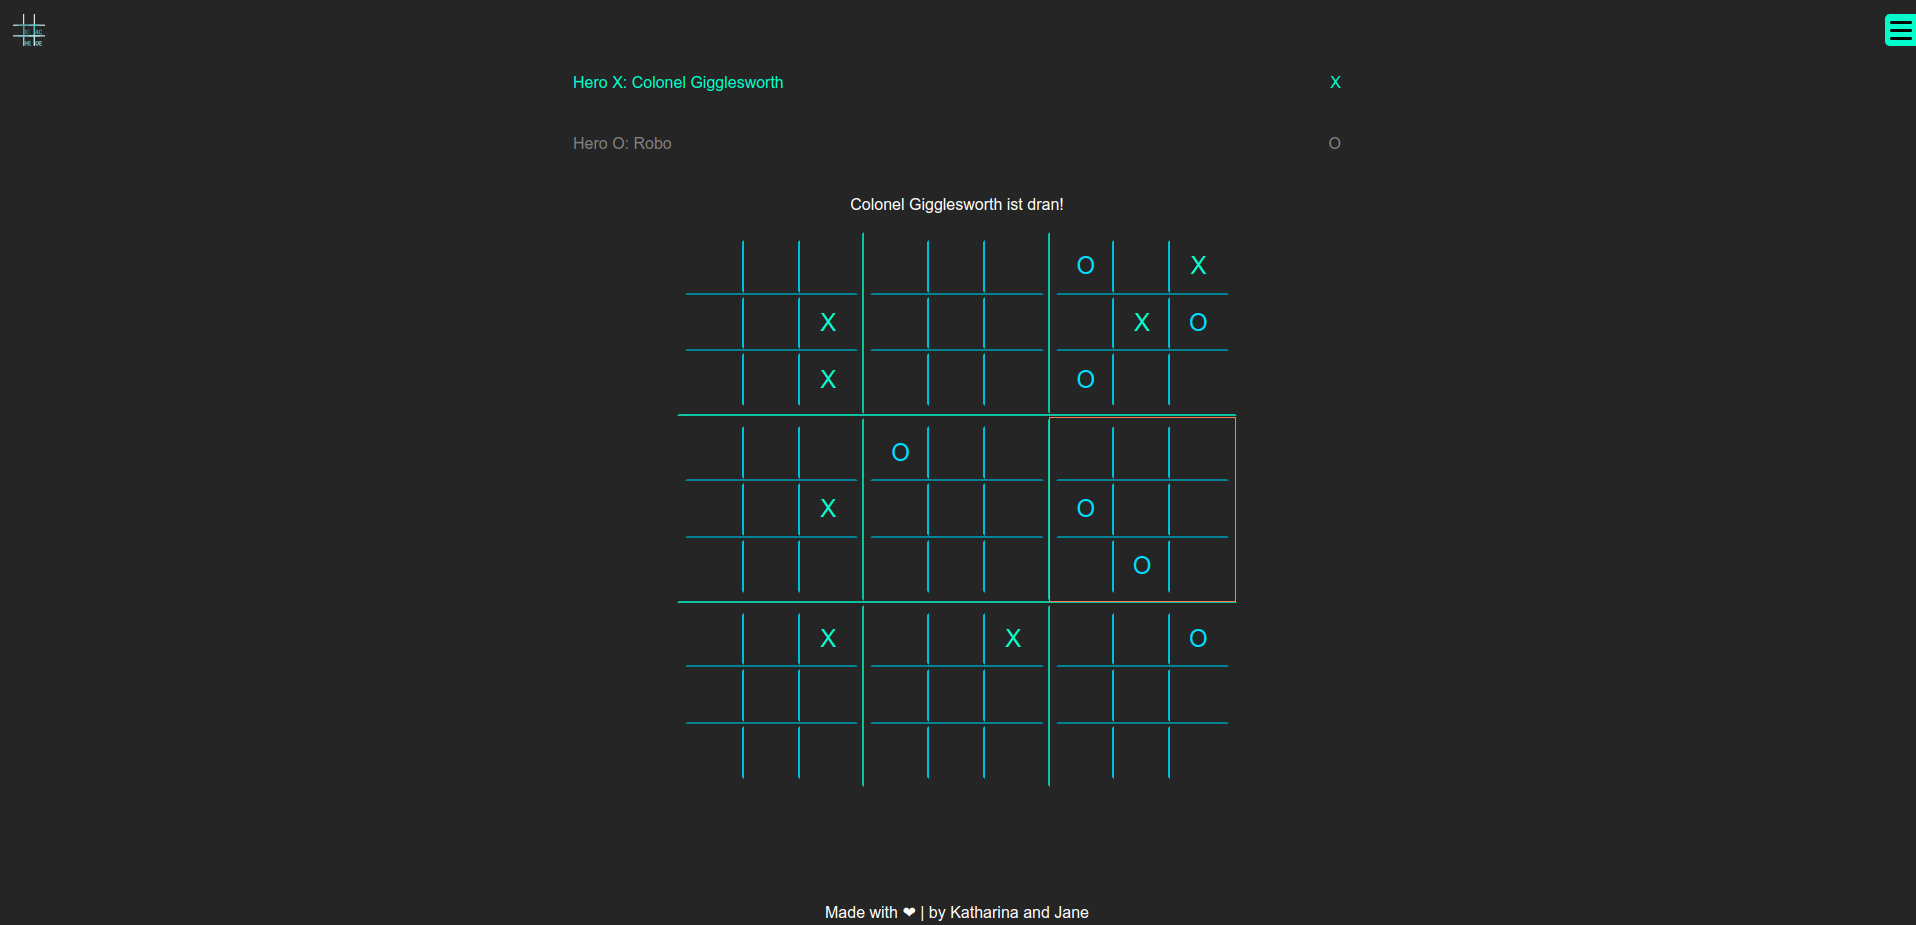 Hero X: Colonel Gigglesworth X
Hero O: Robo O
Colonel Gigglesworth ist dran!
O X
X X O
X O
O
X O
O
X X O
Made with ❤ | by Katharina and Jane